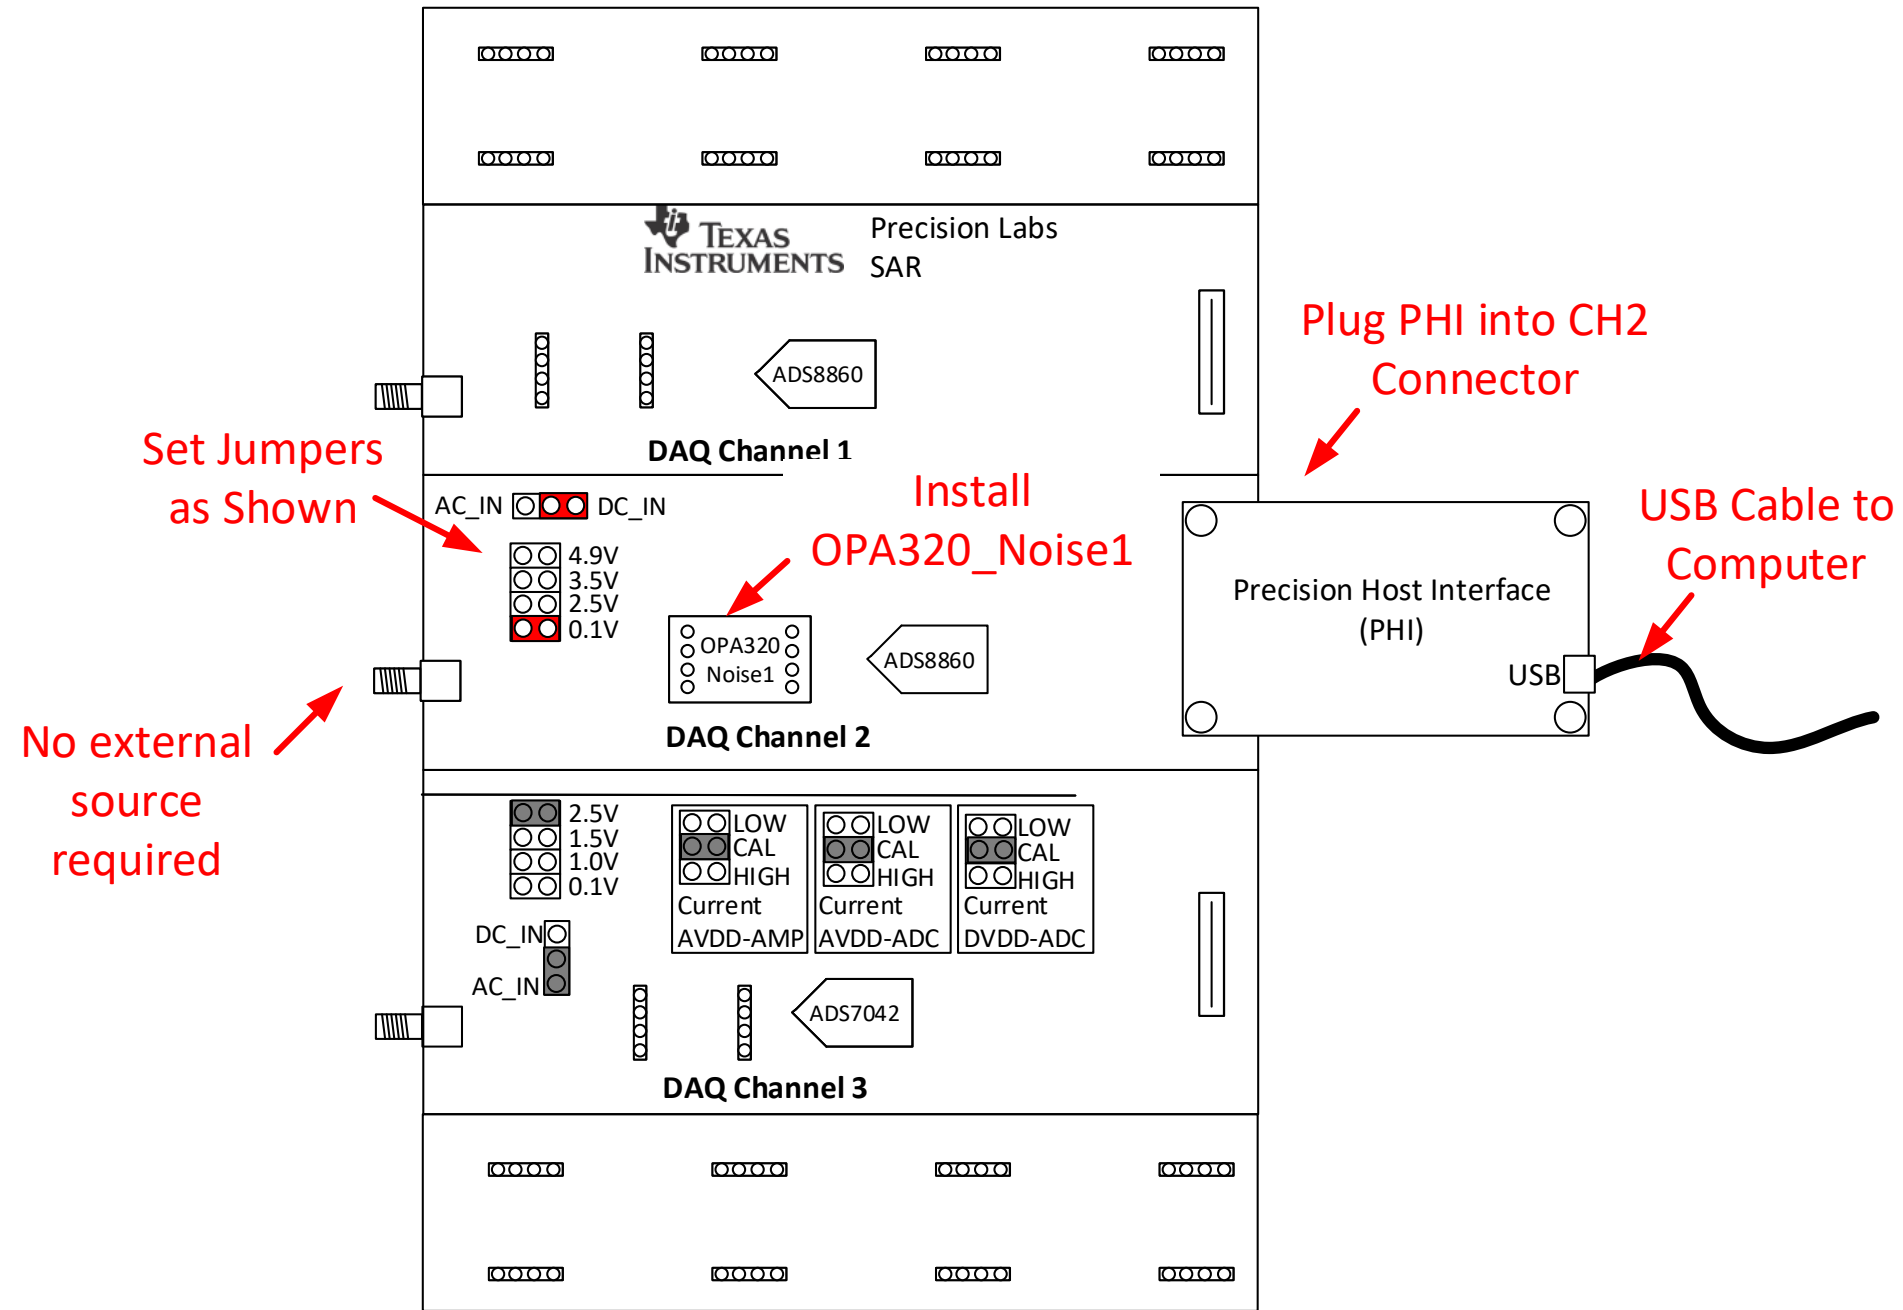 TEXAS
INSTRUMENTS
Precision Labs
SAR
ADS8860
DAQ Channel 1
Plug PHI into CH2
Connector
Set Jumpers
as Shown
AC_IN
DC_IN
4.9V
3.5V
2.5V
0.1V
Install
OPA320_Noise1
OPA320
Noise1
ADS8860
DAQ Channel 2
Precision Host Interface
(PHI)
USB
USB Cable to
Computer
No external
source
required
2.5V
1.5V
1.0V
0.1V
DC_IN
AC_IN
LOW
CAL
HIGH
Current
AVDD-AMP
LOW
CAL
HIGH
Current
AVDD-ADC
LOW
CAL
HIGH
Current
DVDD-ADC
ADS7042
DAQ Channel 3